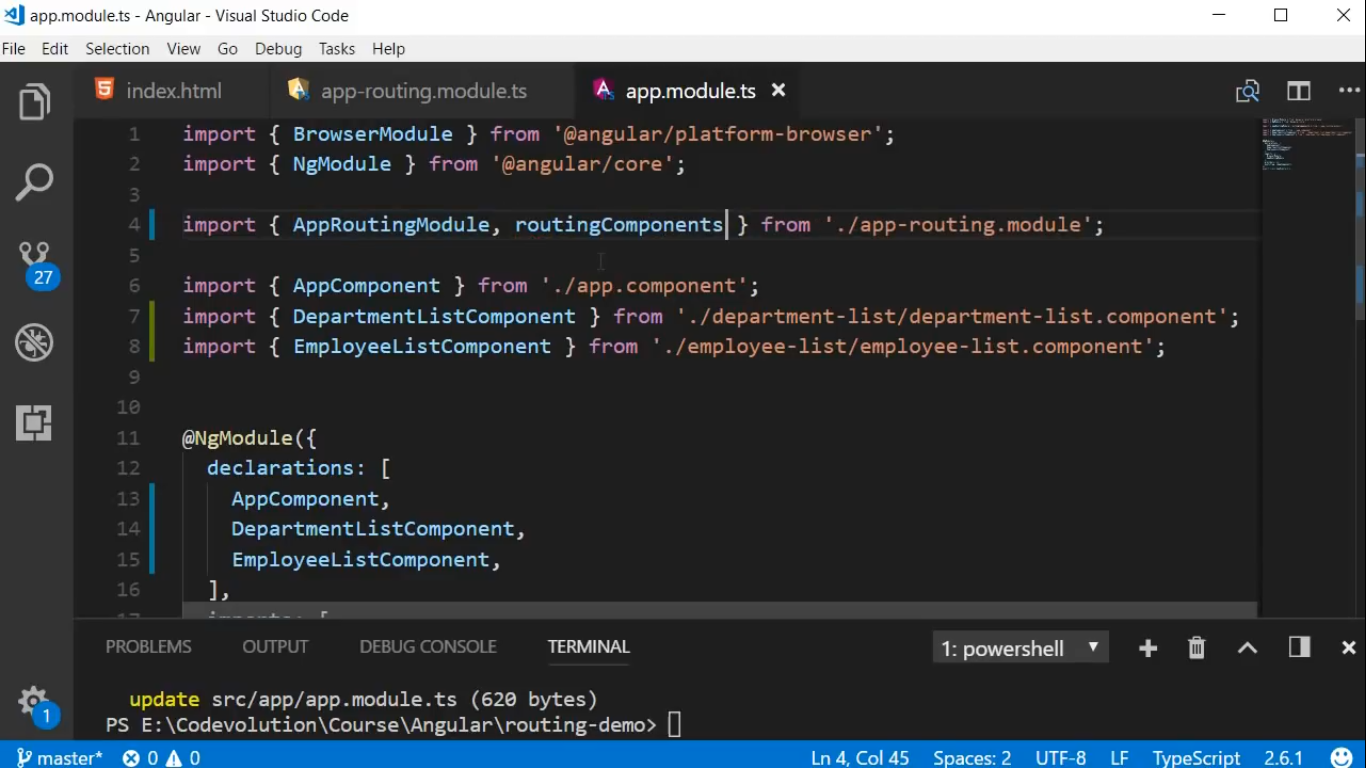 app.module.ts - Angular - Visual Studio Code
File Edit Selection View Go Debug Tasks Help
index.html app-routing.module.ts app.module.ts
1 import { BrowserModule } from '@angular/platform-browser';
2 import { NgModule } from '@angular/core';
3
4 import { AppRoutingModule, routingComponents } from './app-routing.module';
5
6 import { AppComponent } from './app.component';
7 import { DepartmentListComponent } from './department-list/department-list.component';
8 import { EmployeeListComponent } from './employee-list/employee-list.component';
9
10
11 @NgModule({
12 declarations: [
13 AppComponent,
14 DepartmentListComponent,
15 EmployeeListComponent,
16 ],
17 imports: [
27
1
PROBLEMS OUTPUT DEBUG CONSOLE TERMINAL 1: powershell
update src/app/app.module.ts (620 bytes)
PS E:\Codevolution\Course\Angular\routing-demo>
master* 0 0 Ln 4, Col 45 Spaces: 2 UTF-8 LF TypeScript 2.6.1